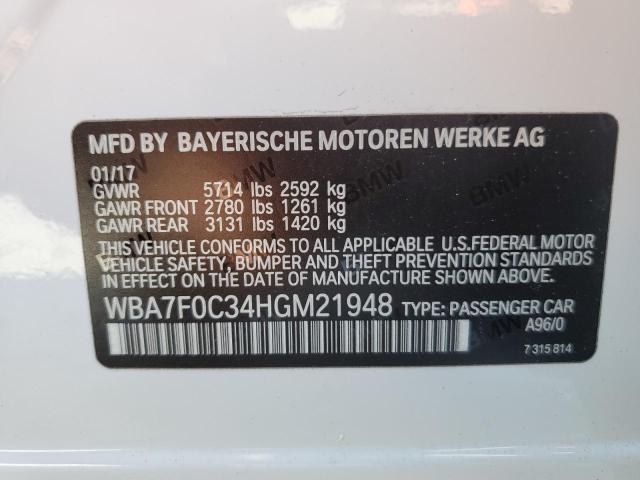 MFD BY BAYERISCHE MOTOREN WERKE AG
01/17
GVWR 5714 lbs 2592 kg
GAWR FRONT 2780 lbs 1261 kg
GAWR REAR 3131 lbs 1420 kg
THIS VEHICLE CONFORMS TO ALL APPLICABLE U.S.FEDERAL MOTOR
VEHICLE SAFETY, BUMPER AND THEFT PREVENTION STANDARDS
IN EFFECT ON THE DATE OF MANUFACTURE SHOWN ABOVE.
WBA7F0C34HGM21948 TYPE: PASSENGER CAR
A96/0
7 315 814